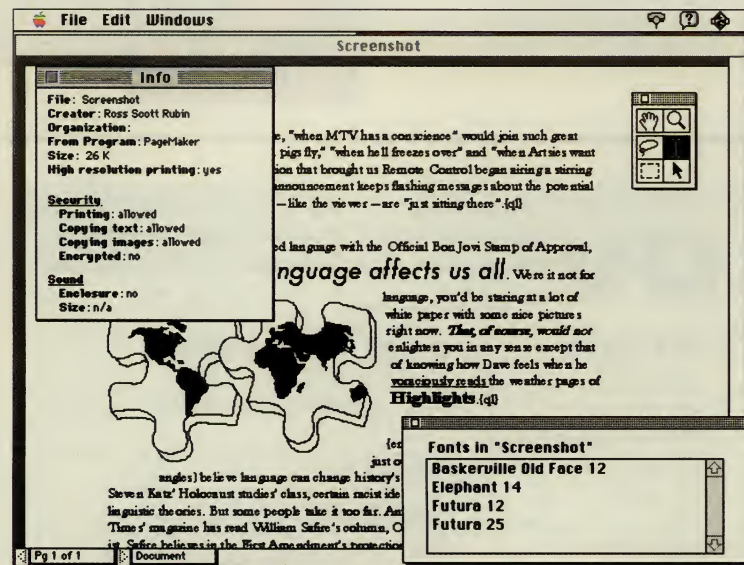 File Edit Windows
Screenshot
Info
File: Screenshot
Creator: Ross Scott Rubin
Organization:
From Program: PageMaker
Size: 26 K
High resolution printing: yes
Security
Printing: allowed
Copying text: allowed
Copying images: allowed
Encrypted: no
Sound
Enclosure: no
Size: n/a
"when MTV has a conscience" would join such great
pigs fly," "when hell freezes over" and "when Artsies want
ion that brought us Remote Control began airing a stirring
announcement keeps flashing messages about the potential
— like the viewer — are "just sitting there".{ql}
ed language with the Official Bon Jovi Stamp of Approval,
nguage affects us all. Were it not for
language, you'd be staring at a lot of
white paper with some nice pictures
right now. That, of course, would not
enlighten you in any sense except that
of knowing how Dave feels when he
voraciously reads the weather pages of
Highlights.{ql}
just o
angles) believe language can change history's
Steven Katz' Holocaust studies' class, certain racist ide
linguistic theories. But some people take it too far. An
Times' magazine has read William Safire's column, O
ist. Safire believes in the First Amendment's protection
Fonts in "Screenshot"
Baskerville Old Face 12
Elephant 14
Futura 12
Futura 25
Pg 1 of 1
Document